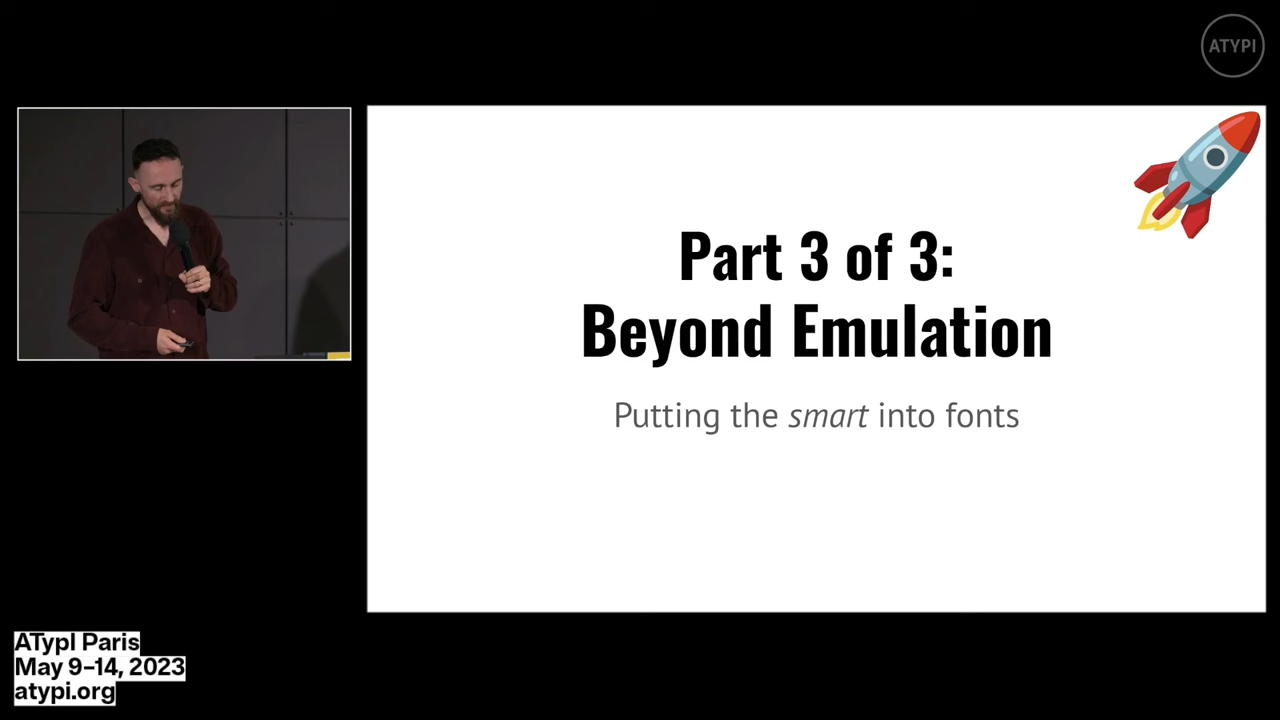 ATYPI
Part 3 of 3:
Beyond Emulation
Putting the smart into fonts
ATypI Paris
May 9–14, 2023
atypi.org